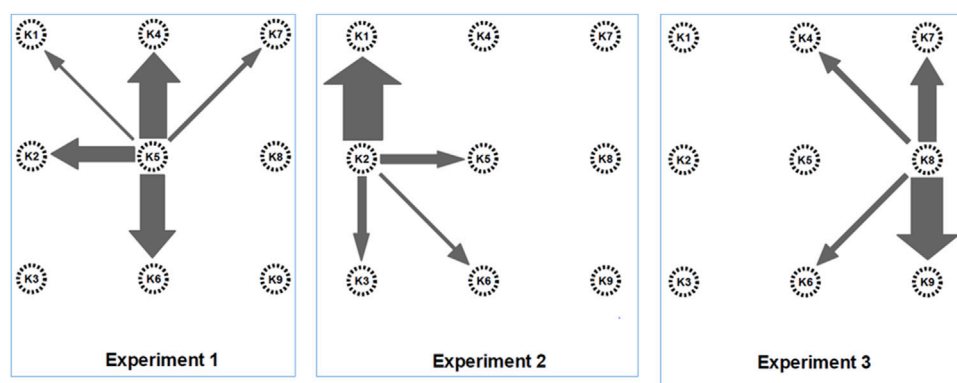 K1 K4 K7 K1 K4 K7 K1 K4 K7
K2 K5 K8 K2 K5 K8 K2 K5 K8
K3 K6 K9 K3 K6 K9 K3 K6 K9
Experiment 1 Experiment 2 Experiment 3